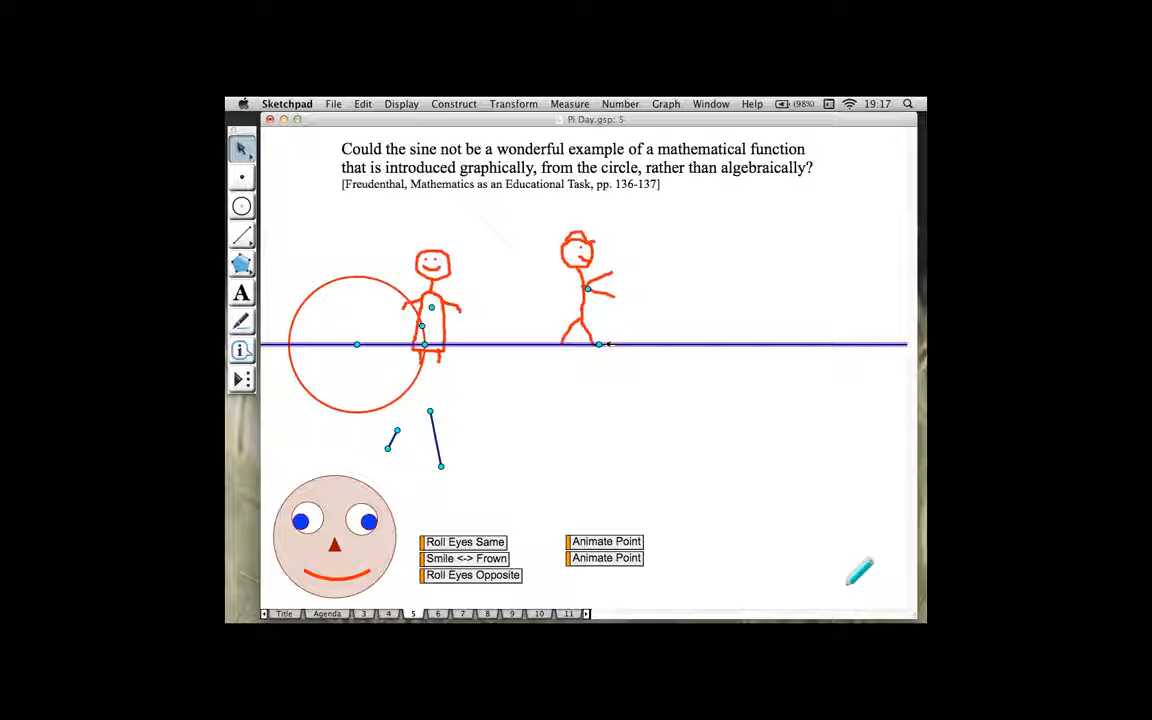 Sketchpad File Edit Display Construct Transform Measure Number Graph Window Help (98%) 19:17
Pi Day.gsp: 5
Could the sine not be a wonderful example of a mathematical function
that is introduced graphically, from the circle, rather than algebraically?
[Freudenthal, Mathematics as an Educational Task, pp. 136-137]
A
Roll Eyes Same
Animate Point
Smile <-> Frown
Animate Point
Roll Eyes Opposite
Title Agenda 3 4 5 6 7 8 9 10 11